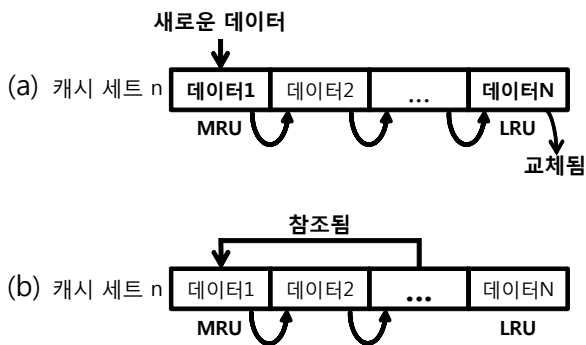 새로운 데이터
(a) 캐시 세트 n 데이터1 데이터2 ... 데이터N
MRU LRU
교체됨
참조됨
(b) 캐시 세트 n 데이터1 데이터2 ... 데이터N
MRU LRU